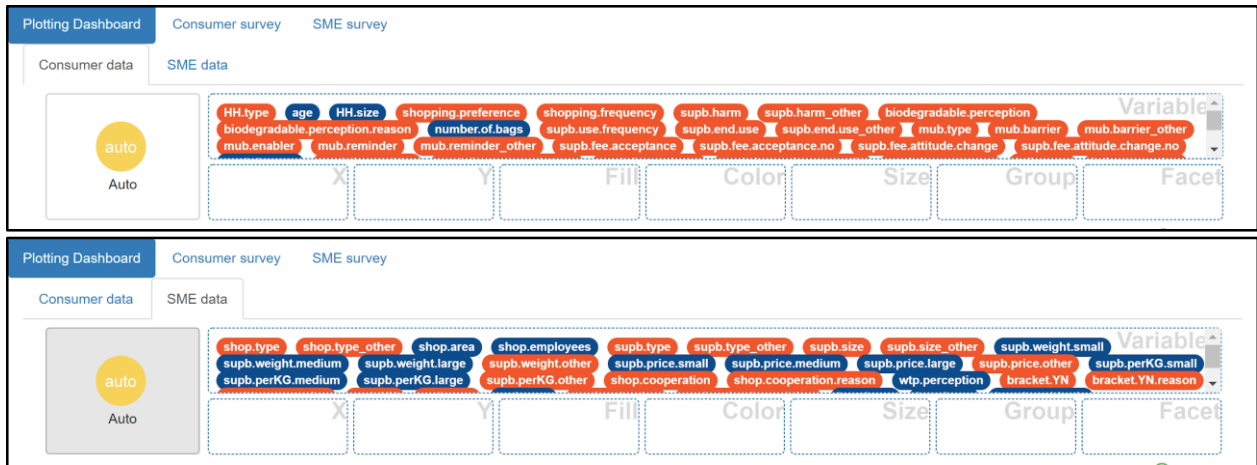 Plotting Dashboard Consumer survey SME survey
Consumer data SME data
auto
Auto
Variable
HH.type age HH.size shopping.preference shopping.frequency supb.harm supb.harm_other biodegradable.perception
biodegradable.perception.reason number.of.bags supb.use.frequency supb.end.use supb.end.use_other mub.type mub.barrier mub.barrier_other
mub.enabler mub.reminder mub.reminder_other supb.fee.acceptance supb.fee.acceptance.no supb.fee.attitude.change supb.fee.attitude.change.no
X Y Fill Color Size Group Facet
Plotting Dashboard Consumer survey SME survey
Consumer data SME data
auto
Auto
Variable
shop.type shop.type_other shop.area shop.employees supb.type supb.type_other supb.size supb.size_other supb.weight.small
supb.weight.medium supb.weight.large supb.weight.other supb.price.small supb.price.medium supb.price.large supb.price.other supb.perKG.small
supb.perKG.medium supb.perKG.large supb.perKG.other shop.cooperation shop.cooperation.reason wtp.perception bracket.YN bracket.YN.reason
X Y Fill Color Size Group Facet